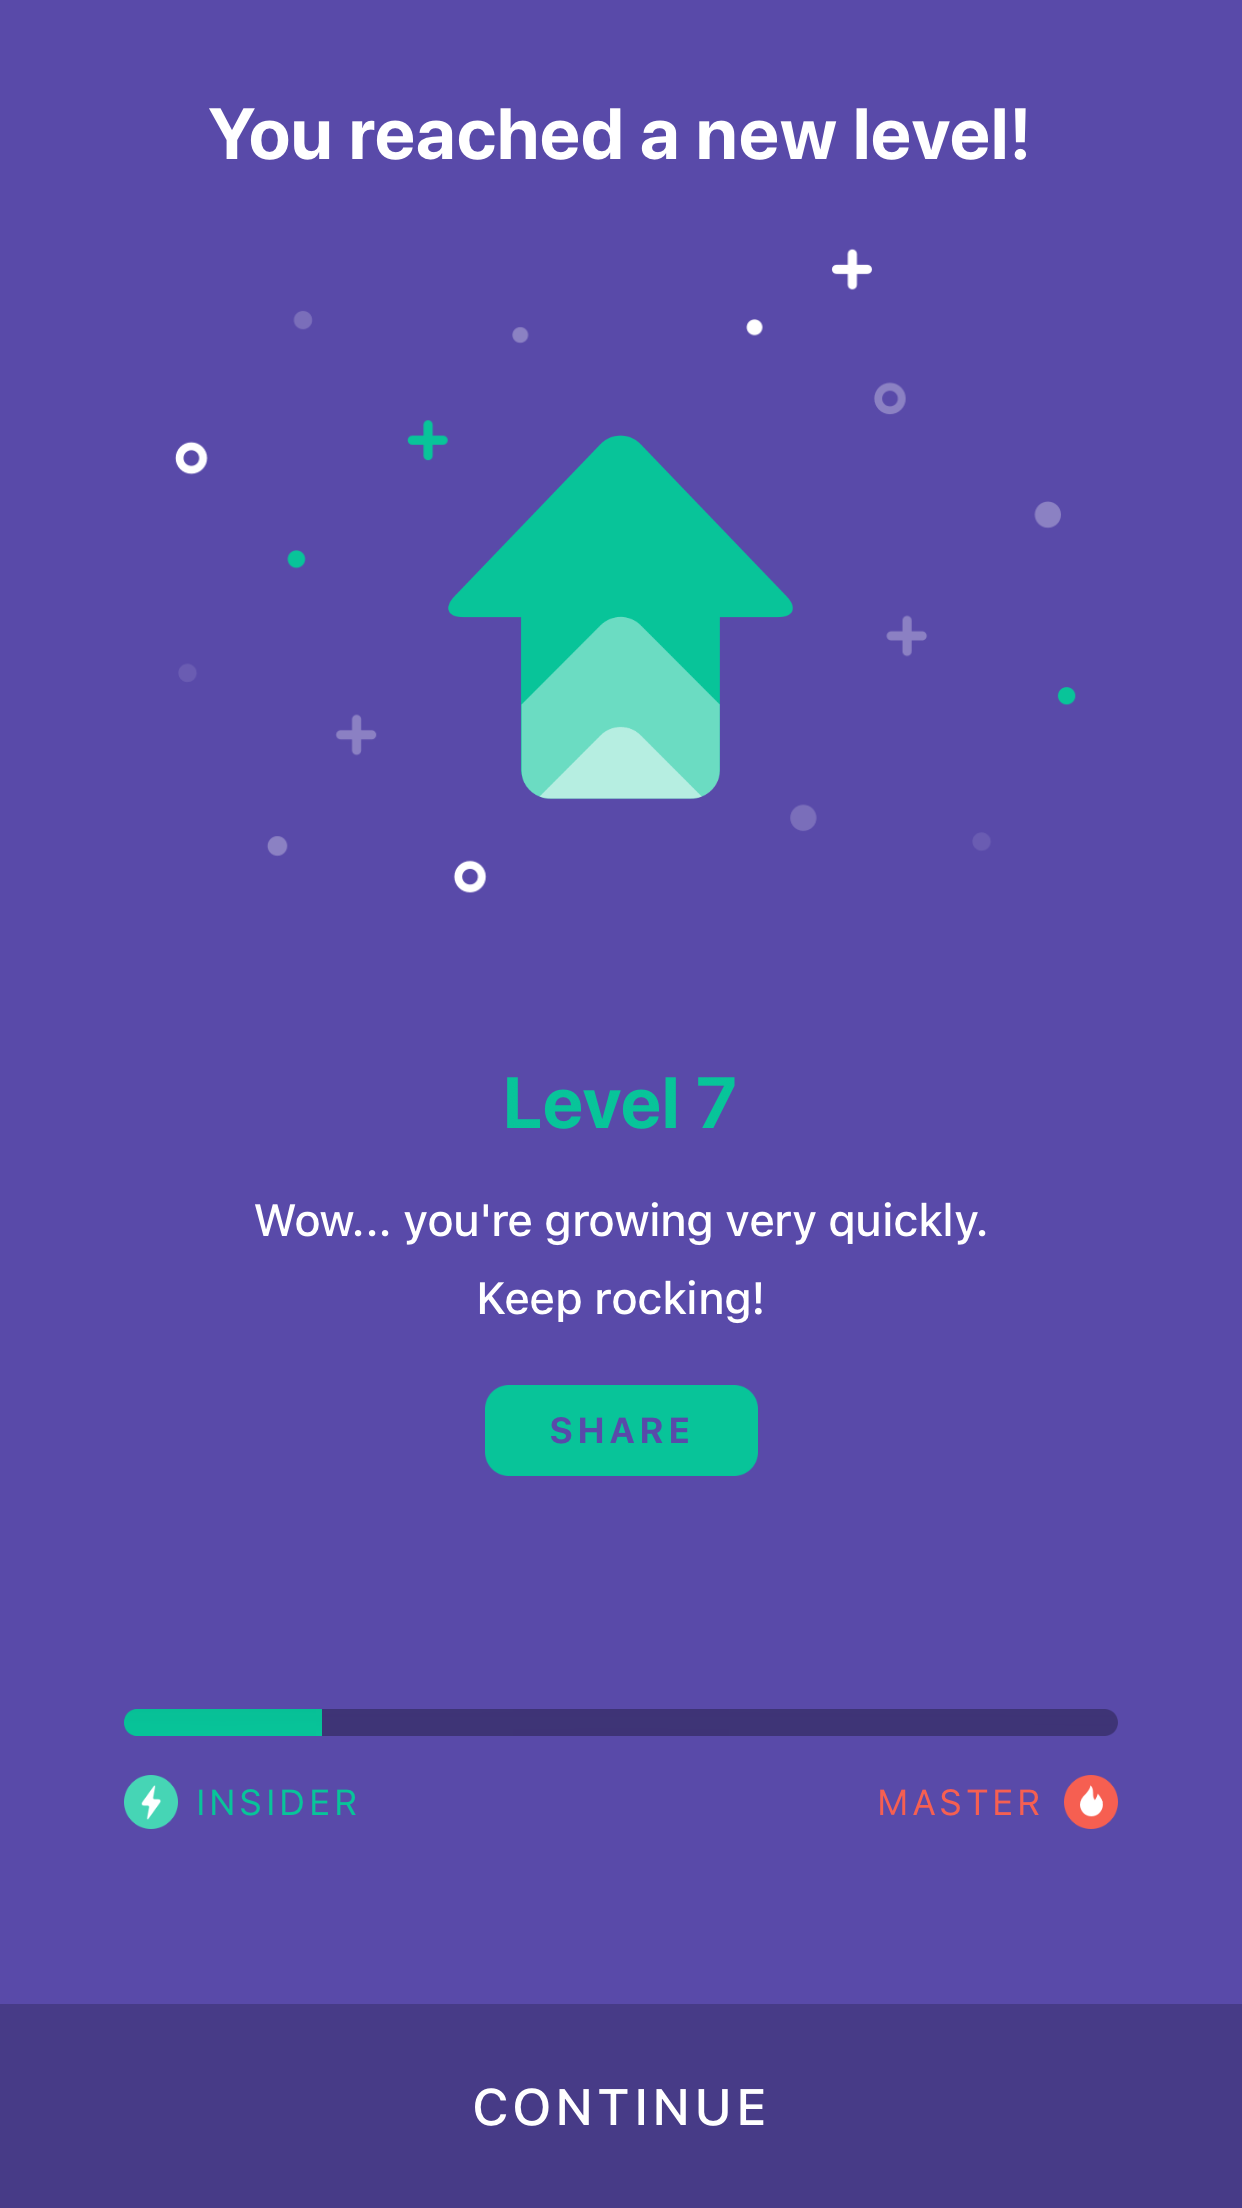 You reached a new level!
Level 7
Wow... you're growing very quickly.
Keep rocking!
SHARE
INSIDER
MASTER
CONTINUE